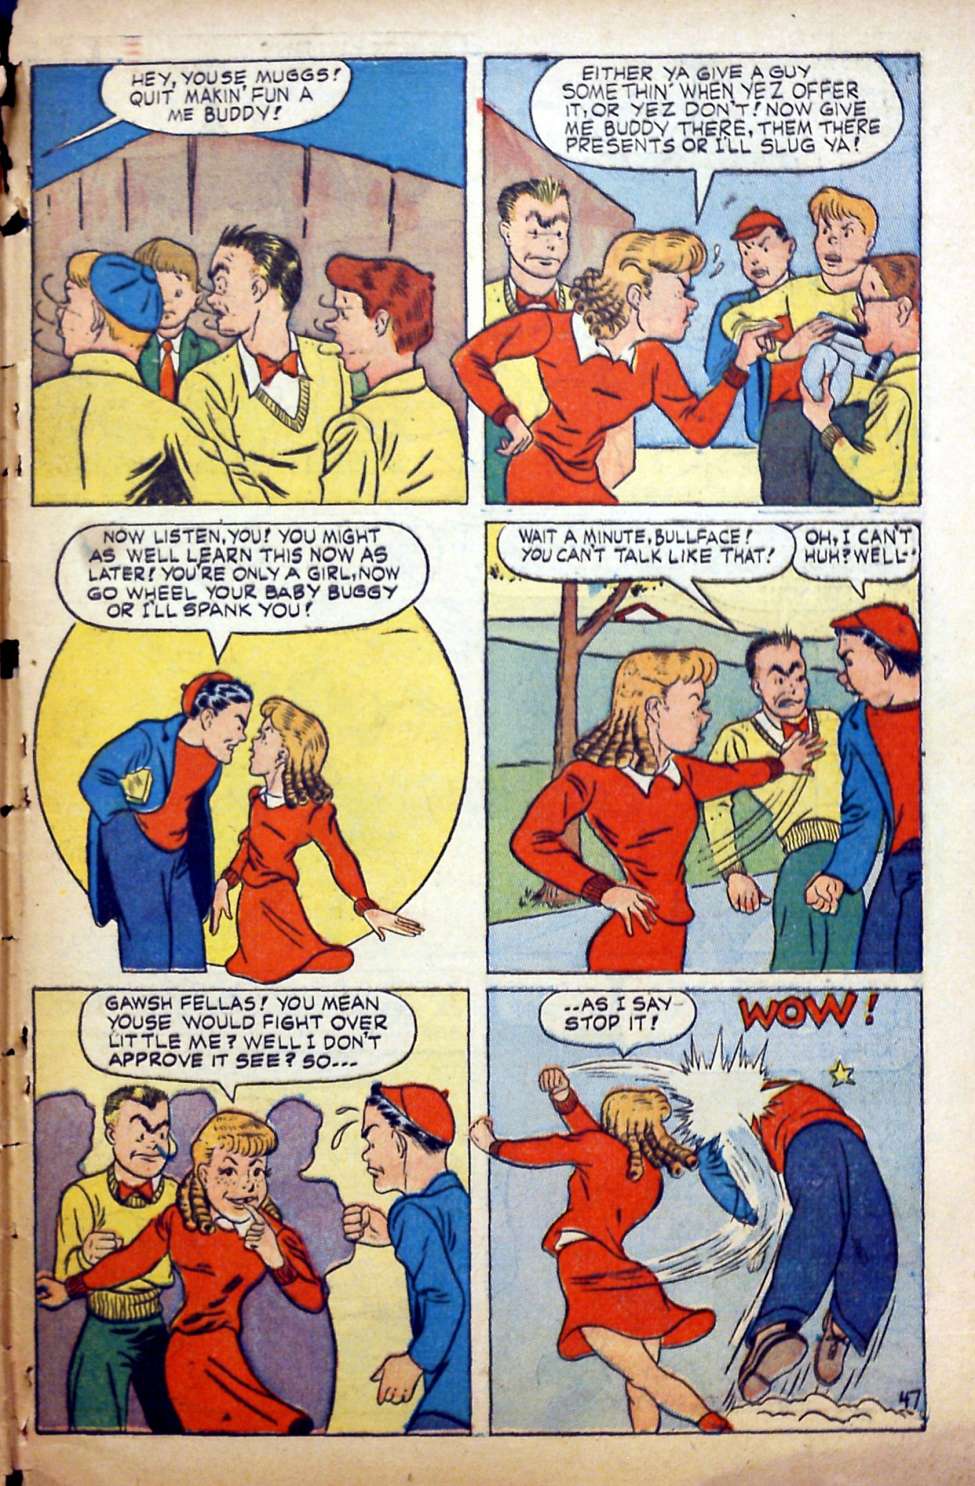 HEY, YOUSE MUGGS!
QUIT MAKIN' FUN A
ME BUDDY!
EITHER YA GIVE A GUY
SOMETHIN' WHEN YEZ OFFER
IT, OR YEZ DON'T! NOW GIVE
ME BUDDY THERE, THEM THERE
PRESENTS OR I'LL SLUG YA!
NOW LISTEN, YOU! YOU MIGHT
AS WELL LEARN THIS NOW AS
LATER! YOU'RE ONLY A GIRL, NOW
GO WHEEL YOUR BABY BUGGY
OR I'LL SPANK YOU!
WAIT A MINUTE, BULLFACE!
YOU CAN'T TALK LIKE THAT!
OH, I CAN'T
HUH? WELL--
GAWSH FELLAS! YOU MEAN
YOUSE WOULD FIGHT OVER
LITTLE ME? WELL I DON'T
APPROVE IT SEE? SO---
..AS I SAY-
STOP IT!
WOW!
47